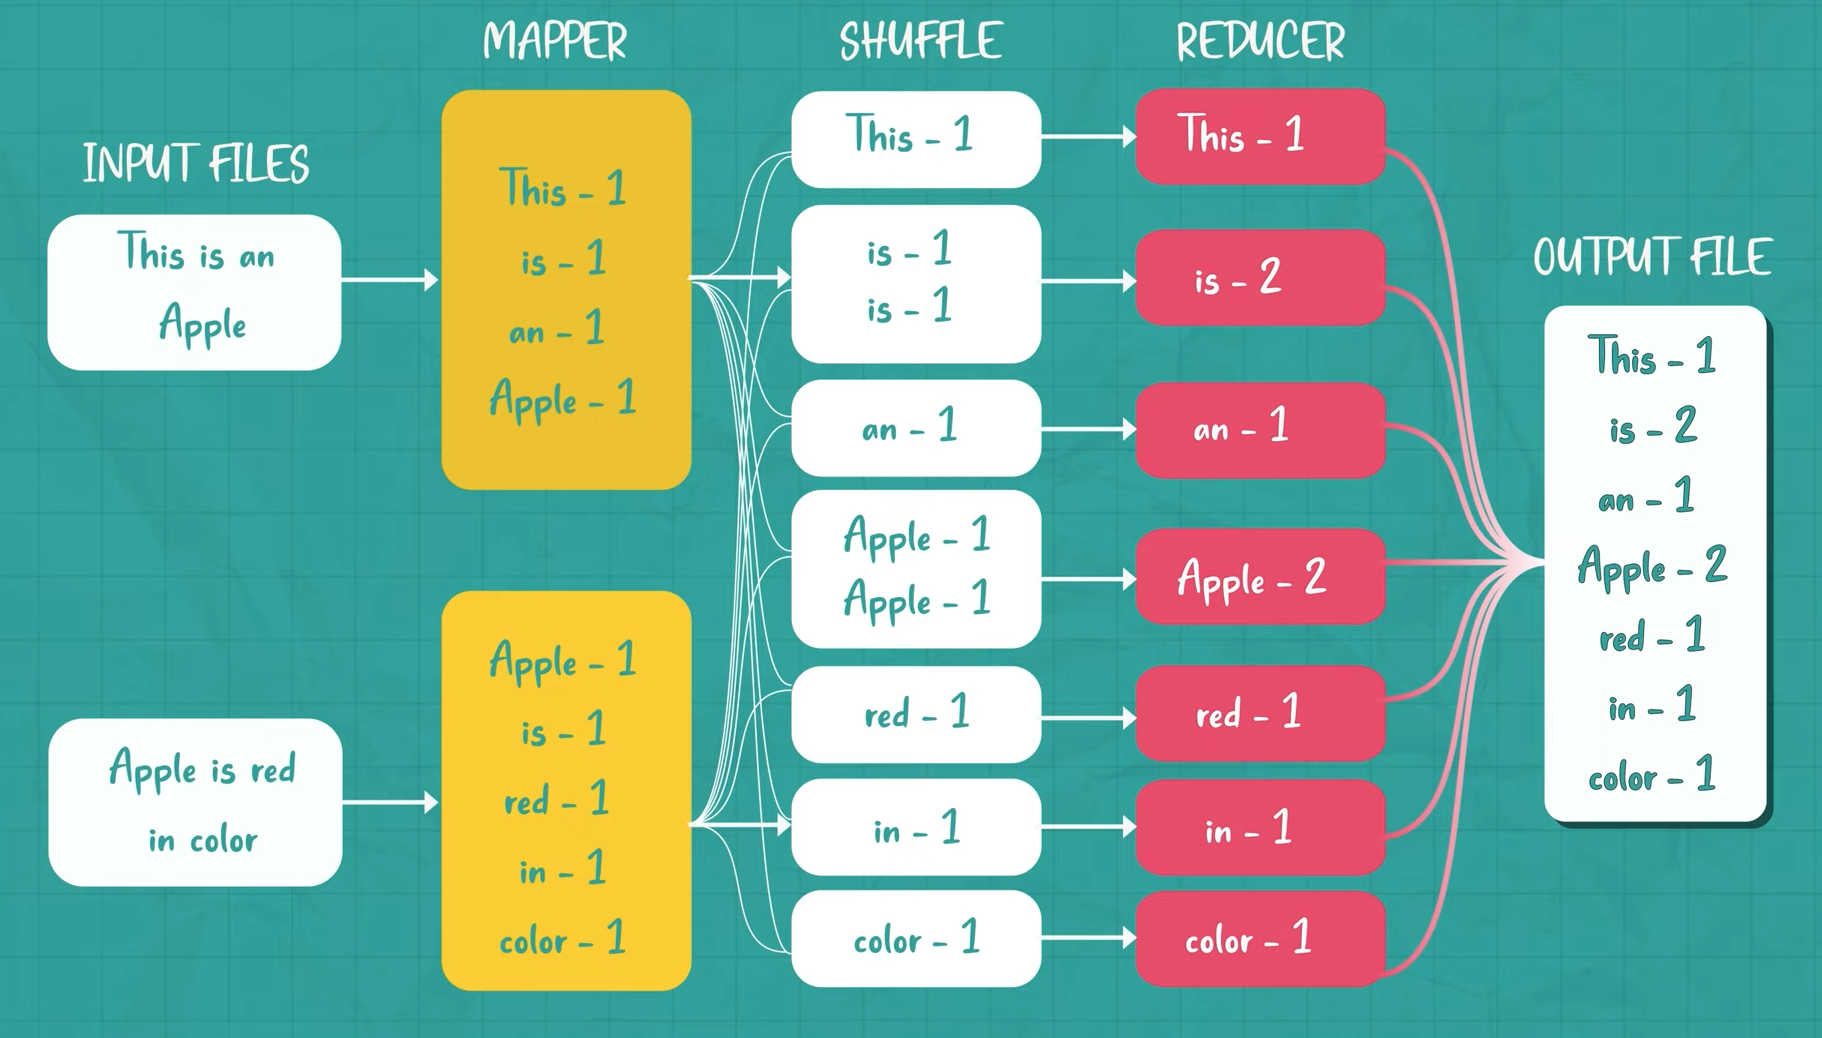 INPUT FILES
This is an
Apple
Apple is red
in color
MAPPER
This - 1
is - 1
an - 1
Apple - 1
Apple - 1
is - 1
red - 1
in - 1
color - 1
SHUFFLE
This - 1
is - 1
is - 1
an - 1
Apple - 1
Apple - 1
red - 1
in - 1
color - 1
REDUCER
This - 1
is - 2
an - 1
Apple - 2
red - 1
in - 1
color - 1
OUTPUT FILE
This - 1
is - 2
an - 1
Apple - 2
red - 1
in - 1
color - 1